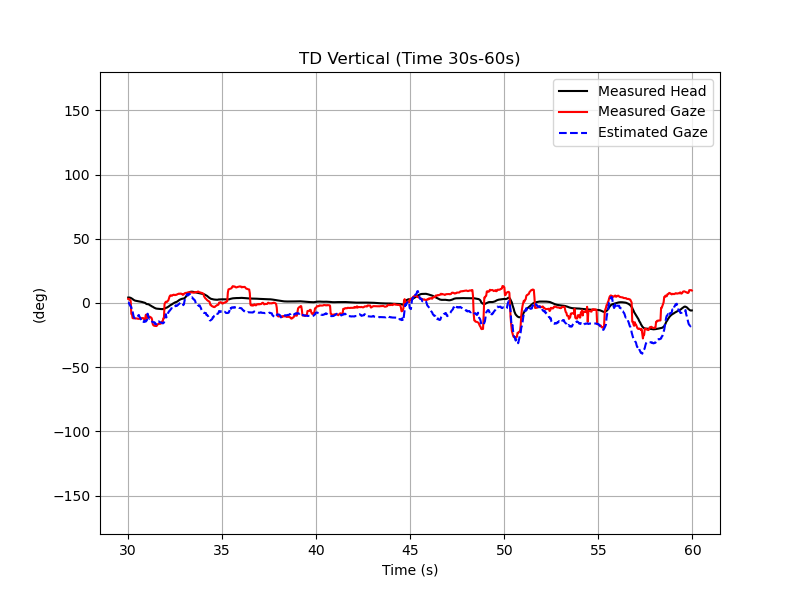 TD Vertical (Time 30s-60s)
Measured Head
Measured Gaze
Estimated Gaze
150
100
50
0
−50
−100
−150
(deg)
30 35 40 45 50 55 60
Time (s)